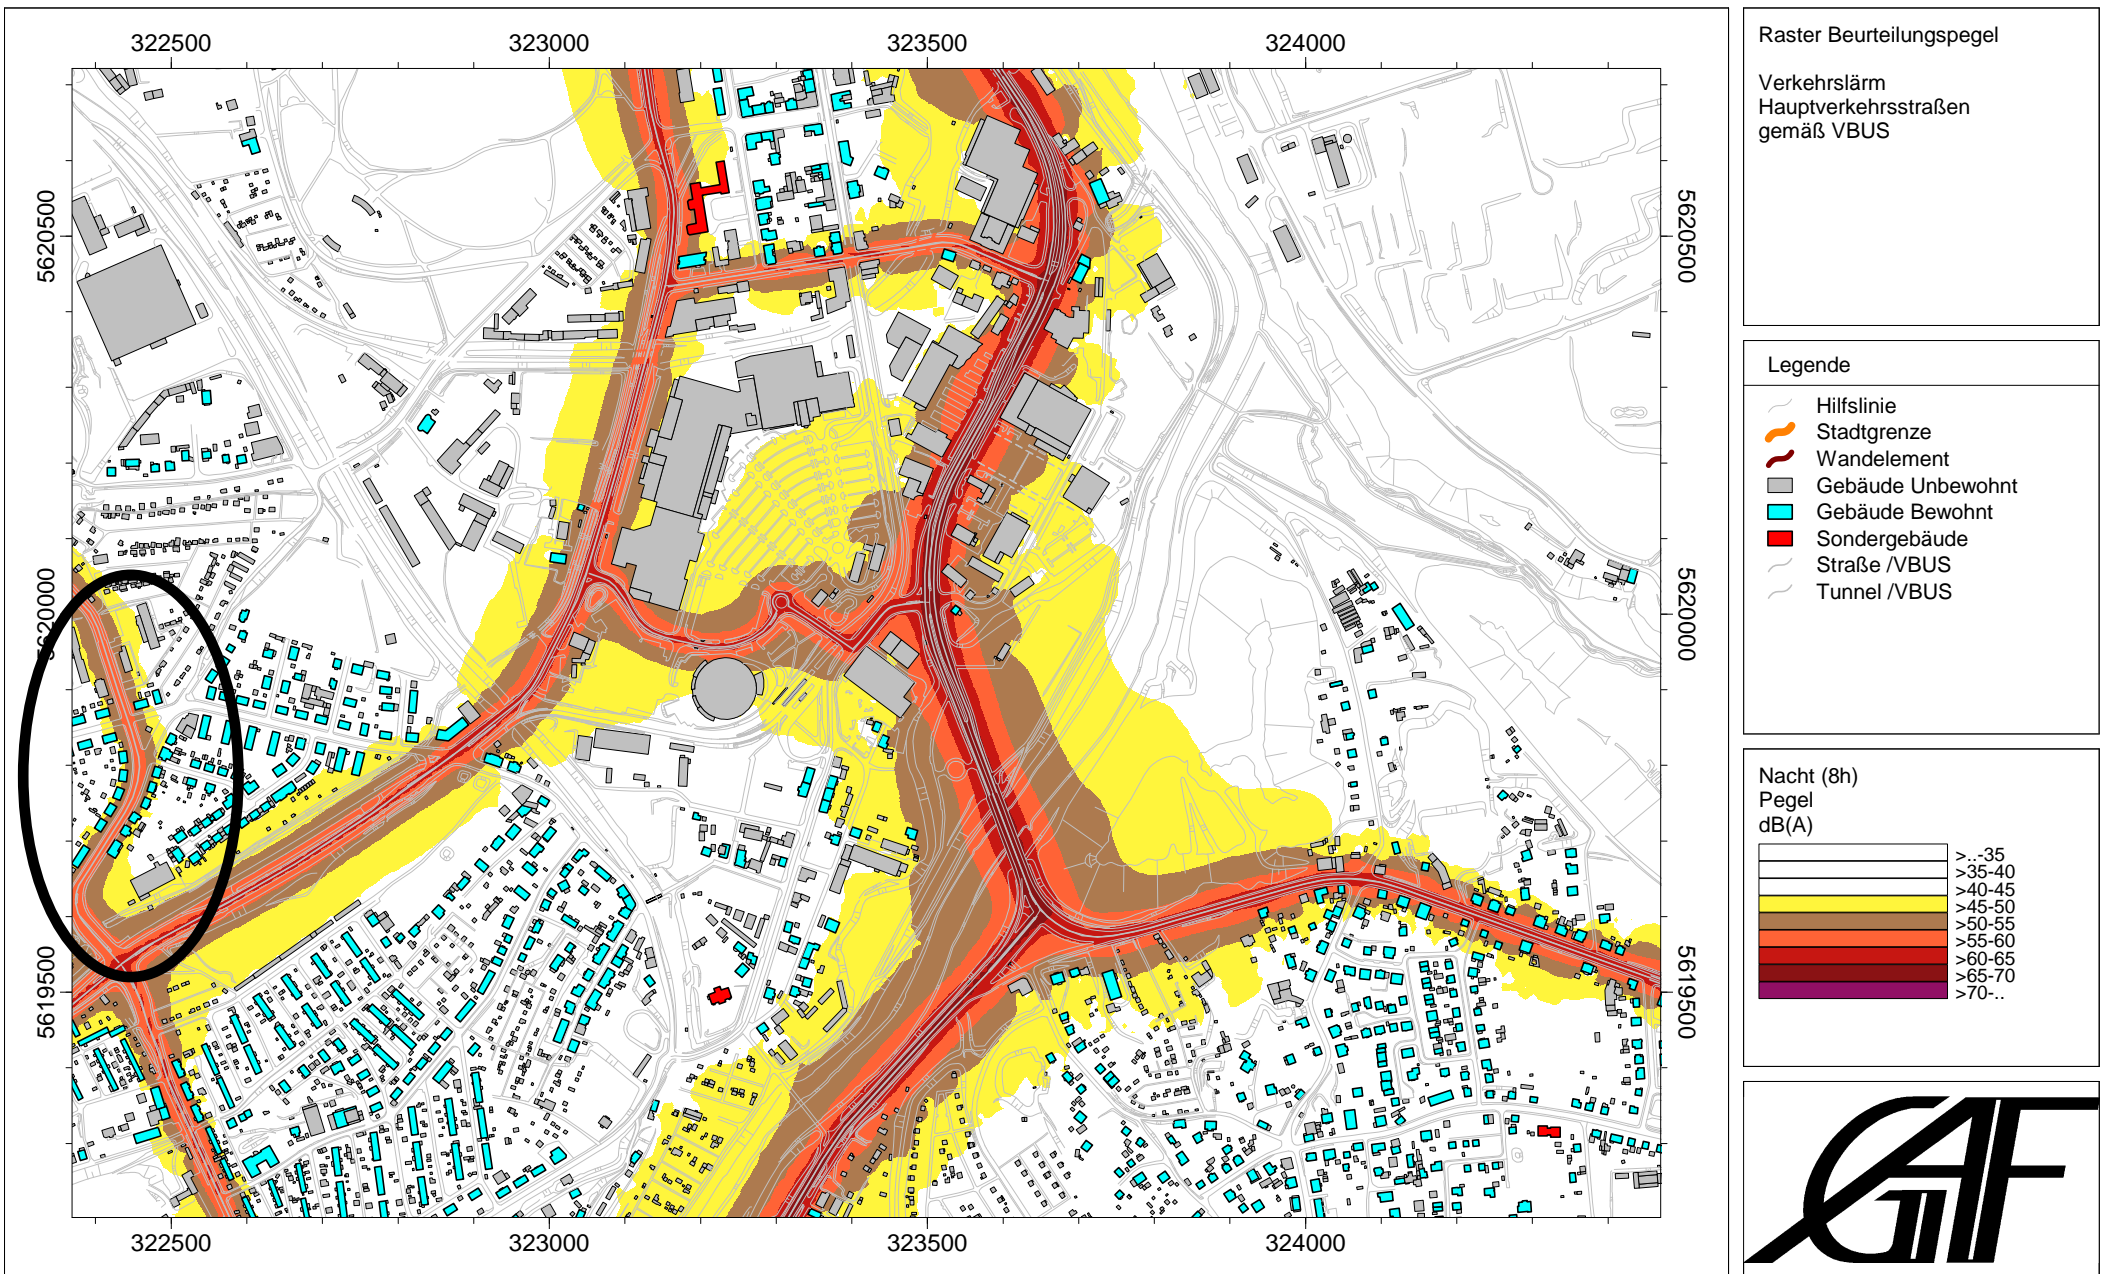 322500 323000 323500 324000
5620500
5620000
5619500
5620500
5620000
5619500
322500 323000 323500 324000
Raster Beurteilungspegel
Verkehrslärm
Hauptverkehrsstraßen
gemäß VBUS
Legende
Hilfslinie
Stadtgrenze
Wandelement
Gebäude Unbewohnt
Gebäude Bewohnt
Sondergebäude
Straße /VBUS
Tunnel /VBUS
Nacht (8h)
Pegel
dB(A)
>..-35
>35-40
>40-45
>45-50
>50-55
>55-60
>60-65
>65-70
>70-..